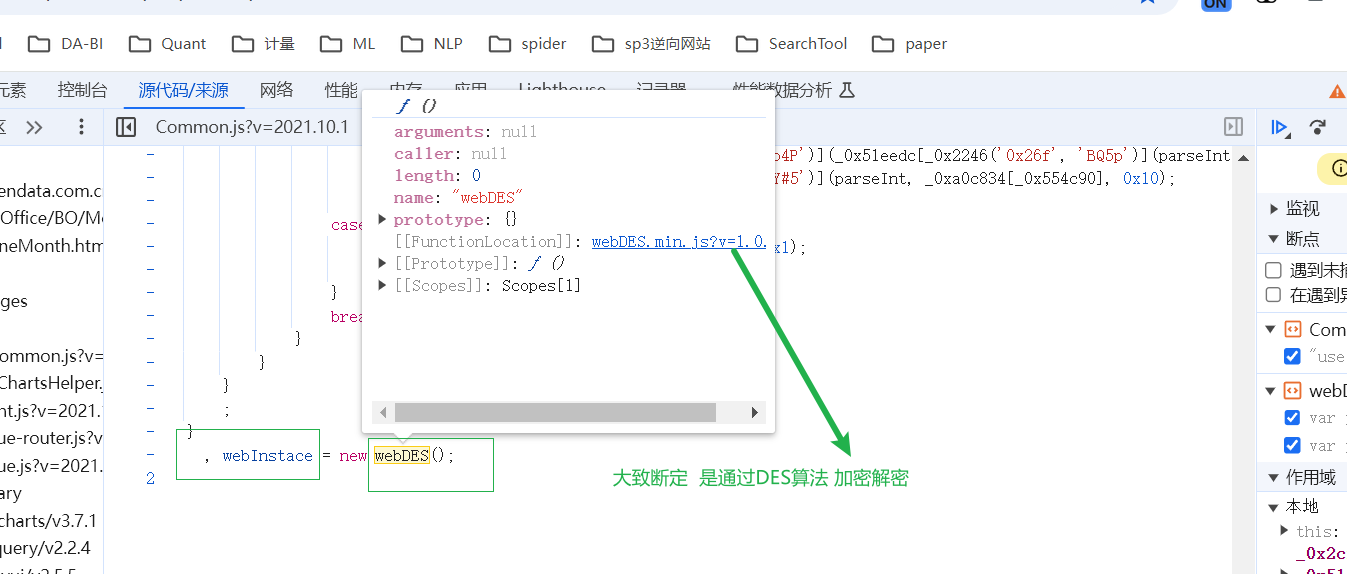 ON
DA-BI Quant 计量 ML NLP spider sp3逆向网站 SearchTool paper
元素 控制台 源代码/来源 网络 性能 内存 应用 Lighthouse 记录器 性能数据分析
Common.js?v=2021.10.1
ƒ ()
arguments: null
caller: null
length: 0
name: "webDES"
prototype: {}
[[FunctionLocation]]: webDES.min.js?v=1.0.
[[Prototype]]: ƒ ()
[[Scopes]]: Scopes[1]
o4P')](_0x51eedc[_0x2246('0x26f', 'BQ5p')](parseInt
Y#5')](parseInt, _0xa0c834[_0x554c90], 0x10);
case
x1);
}
brea
}
}
}
;
}
, webInstace = new webDES();
2
大致断定 是通过DES算法 加密解密
endata.com.c
Office/BO/Mo
neMonth.htm
ges
ommon.js?v=
ChartsHelper.
nt.js?v=2021.
ue-router.js?v
ue.js?v=2021.
ary
charts/v3.7.1
query/v2.2.4
监视
断点
遇到未捕
在遇到异
Com
"use
webD
var
var
作用域
本地
this:
_0x2c
_0x51